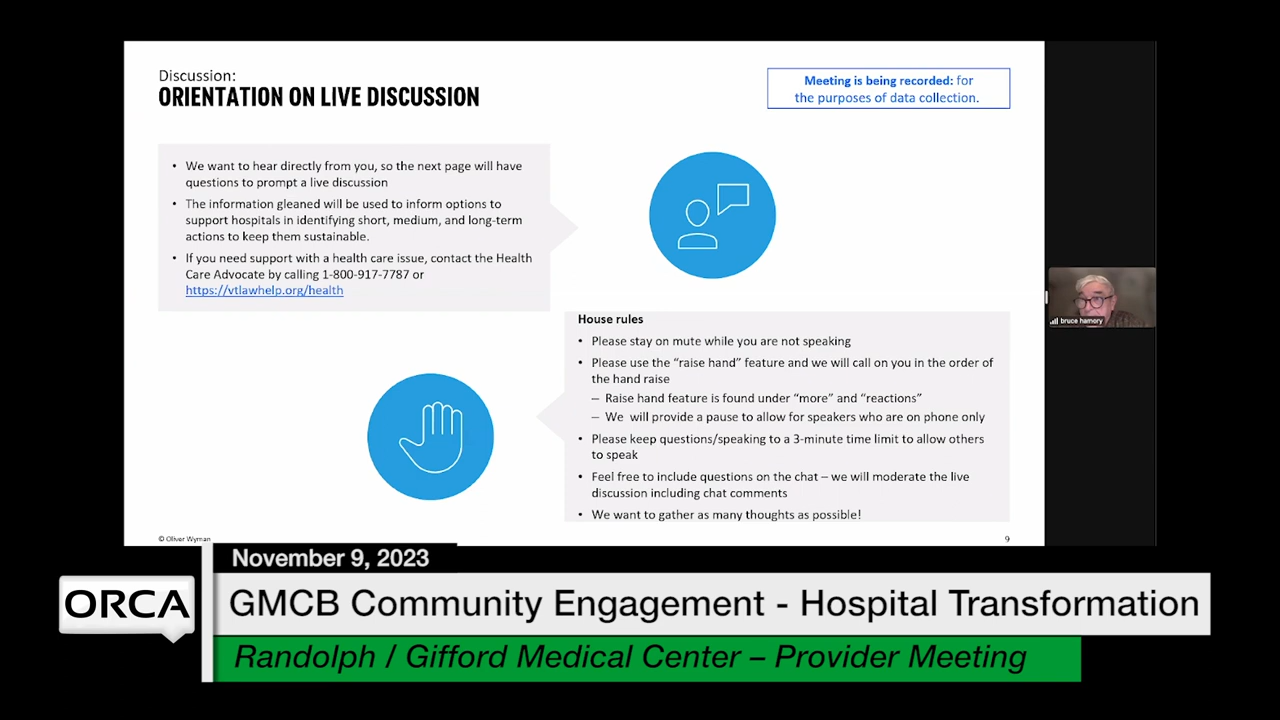 Discussion:
ORIENTATION ON LIVE DISCUSSION
Meeting is being recorded: for
the purposes of data collection.
• We want to hear directly from you, so the next page will have
questions to prompt a live discussion
• The information gleaned will be used to inform options to
support hospitals in identifying short, medium, and long-term
actions to keep them sustainable.
• If you need support with a health care issue, contact the Health
Care Advocate by calling 1-800-917-7787 or
https://vtlawhelp.org/health
House rules
• Please stay on mute while you are not speaking
• Please use the “raise hand” feature and we will call on you in the order of
the hand raise
– Raise hand feature is found under “more” and “reactions”
– We will provide a pause to allow for speakers who are on phone only
• Please keep questions/speaking to a 3-minute time limit to allow others
to speak
• Feel free to include questions on the chat – we will moderate the live
discussion including chat comments
• We want to gather as many thoughts as possible!
© Oliver Wyman
9
bruce hamory
November 9, 2023
ORCA
GMCB Community Engagement - Hospital Transformation
Randolph / Gifford Medical Center – Provider Meeting